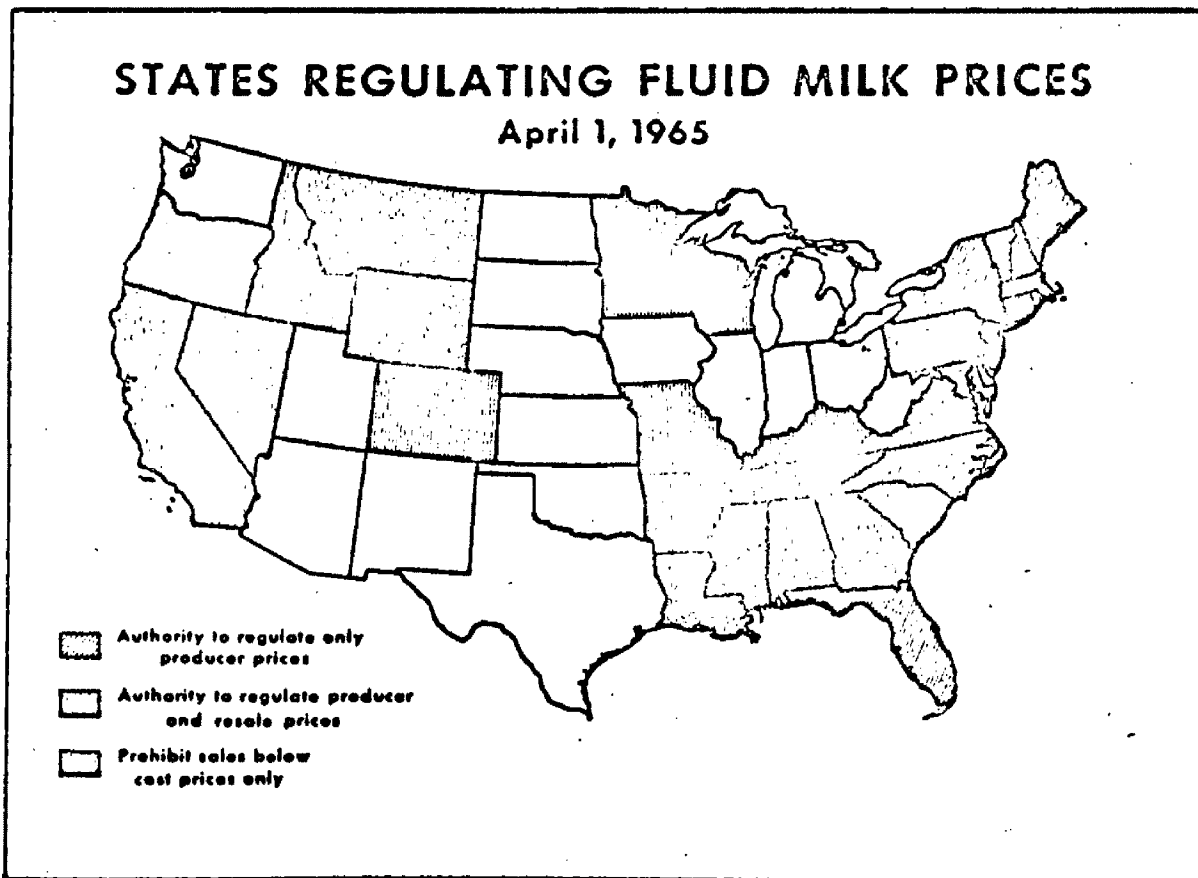 STATES REGULATING FLUID MILK PRICES
April 1, 1965
Authority to regulate only
producer prices
Authority to regulate producer
and resale prices
Prohibit sales below
cost prices only